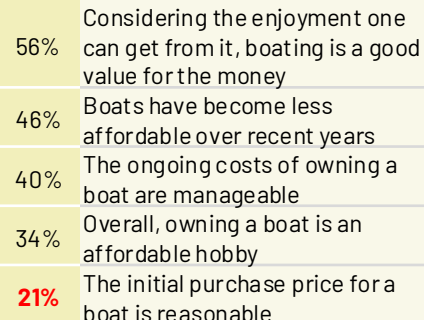 56%
Considering the enjoyment one
can get from it, boating is a good
value for the money
46%
Boats have become less
affordable over recent years
40%
The ongoing costs of owning a
boat are manageable
34%
Overall, owning a boat is an
affordable hobby
21%
The initial purchase price for a
boat is reasonable